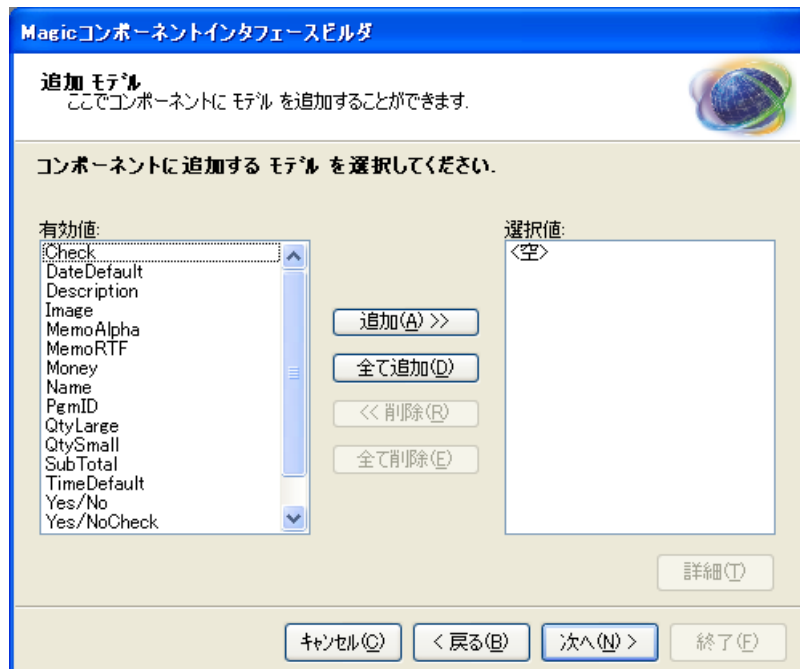 Magicコンポーネントインタフェースビルダ
追加 モデル
ここでコンポーネントに モデル を追加することができます.
コンポーネントに追加する モデル を選択してください.
有効値:
選択値:
Check
DateDefault
Description
Image
MemoAlpha
MemoRTF
Money
Name
PgmID
QtyLarge
QtySmall
SubTotal
TimeDefault
Yes/No
Yes/NoCheck
<空>
追加(A) >>
全て追加(D)
<< 削除(R)
全て削除(E)
詳細(T)
キャンセル(C)
< 戻る(B)
次へ(N) >
終了(F)